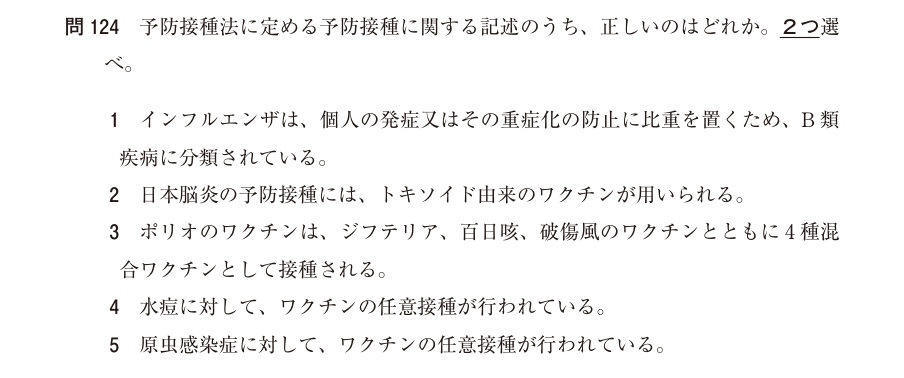 問 124　予防接種法に定める予防接種に関する記述のうち、正しいのはどれか。２つ選
べ。
1　インフルエンザは、個人の発症又はその重症化の防止に比重を置くため、Ｂ類
疾病に分類されている。
2　日本脳炎の予防接種には、トキソイド由来のワクチンが用いられる。
3　ポリオのワクチンは、ジフテリア、百日咳、破傷風のワクチンとともに４種混
合ワクチンとして接種される。
4　水痘に対して、ワクチンの任意接種が行われている。
5　原虫感染症に対して、ワクチンの任意接種が行われている。